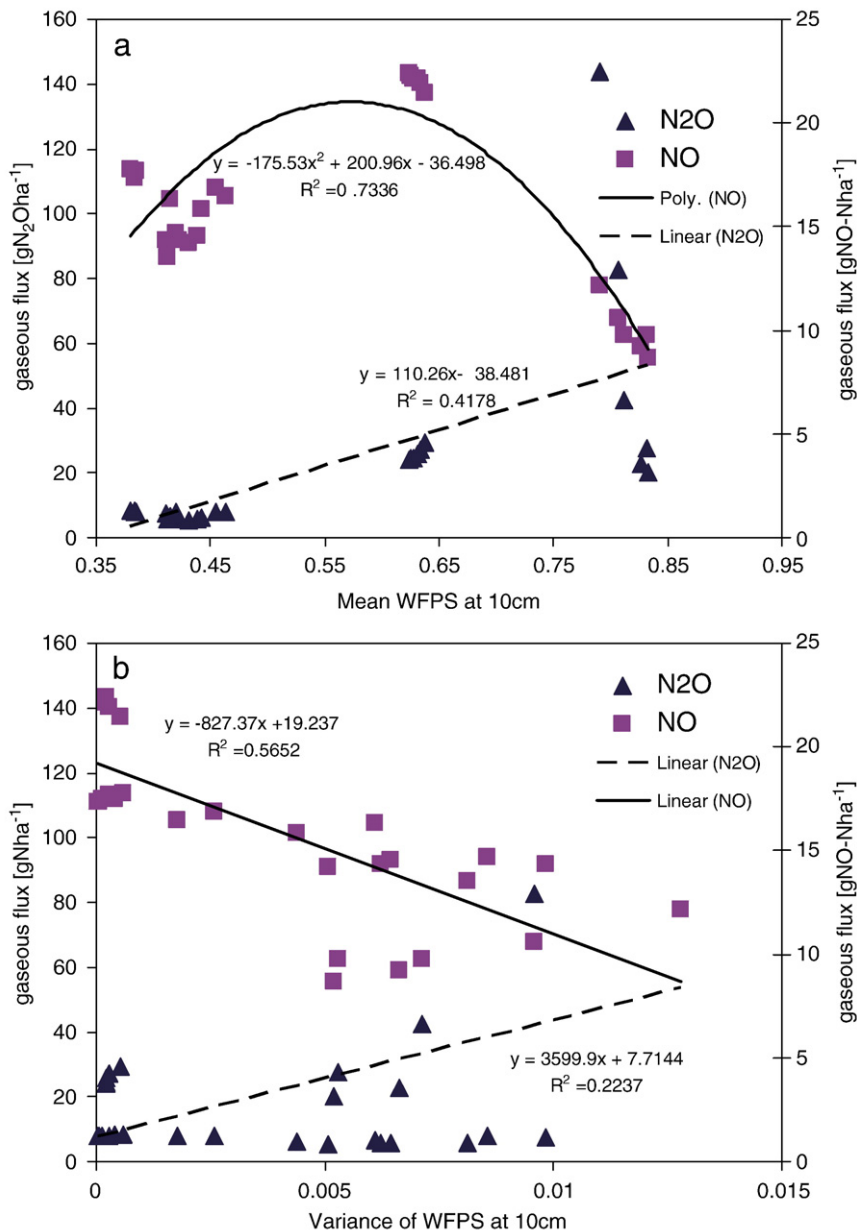 a
160
140
120
100
80
60
40
20
0
gaseous flux [gN₂Oha⁻¹]
25
20
15
10
5
0
gaseous flux [gNO-Nha⁻¹]
N2O
NO
Poly. (NO)
Linear (N2O)
y = -175.53x² + 200.96x - 36.498
R² =0 .7336
y = 110.26x- 38.481
R² = 0.4178
0.35 0.45 0.55 0.65 0.75 0.85 0.95
Mean WFPS at 10cm
b
160
140
120
100
80
60
40
20
0
gaseous flux [gNha⁻¹]
25
20
15
10
5
0
gaseous flux [gNO-Nha⁻¹]
N2O
NO
Linear (N2O)
Linear (NO)
y = -827.37x +19.237
R² =0.5652
y = 3599.9x + 7.7144
R² =0.2237
0 0.005 0.01 0.015
Variance of WFPS at 10cm